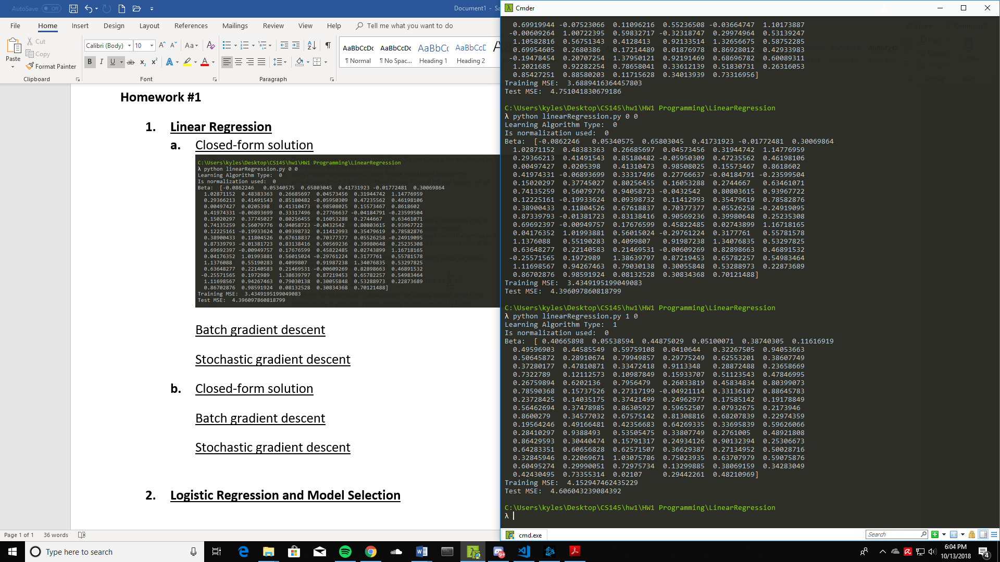 AutoSave Off
Document1 - Sa
File Home Insert Design Layout References Mailings Review View Help Tell me what you want to do
Paste
Cut
Copy
Format Painter
Calibri (Body) 10
AaBbCcDc AaBbCcDc AaBbCc AaBbCcD
¶ Normal ¶ No Spac... Heading 1 Heading 2
Clipboard Font Paragraph
Homework #1
1. Linear Regression
a. Closed-form solution
C:\Users\kyles\Desktop\CS145\hw1\HW1 Programming\LinearRegression
λ python linearRegression.py 0 0
Learning Algorithm Type:  0
Is normalization used:  0
Beta:  [-0.0862246   0.05340575  0.65803045  0.41731923 -0.01772481  0.30069864
1.02871152  0.48383363  0.26685697  0.04573456  0.31944742  1.14776959
0.29366213  0.41491543  0.85180482 -0.05950309  0.47235562  0.46198106
0.00497427  0.0205398   0.41310473  0.98508025  0.15573467  0.8618602
0.41974331 -0.06893699  0.33317496  0.27766637 -0.04184791 -0.23599504
0.15020297  0.37745027  0.80256455  0.16053288  0.2744667   0.63461071
0.74135259  0.56079776  0.94058723 -0.0432542   0.80803615  0.93967722
0.12225161 -0.19933624  0.09398732  0.11412993  0.35479619  0.78582876
0.38900433  0.11804526  0.67618837  0.70377377  0.05526258 -0.24919095
0.87339793 -0.01381723  0.83138416  0.90569236  0.39980648  0.25235308
0.69692397 -0.00949757  0.17676599  0.45822485  0.02743899  1.16718165
0.04176352  1.01993881  0.56015024 -0.29761224  0.3177761   0.55781578
1.1376088   0.55190283  0.4099807   0.91987238  1.34076835  0.53297825
0.63648277  0.22140583  0.21469531 -0.00609269  0.82898663  0.46891532
-0.25571565  0.1972989   1.38639797  0.87219453  0.65782257  0.54983464
1.11698567  0.94267463  0.79030138  0.30055848  0.53288973  0.22873689
0.86702876  0.98591924  0.08132528  0.30834368  0.70121488]
Training MSE:  3.4349195199049083
Test MSE:  4.396097860818799
Batch gradient descent
Stochastic gradient descent
b. Closed-form solution
Batch gradient descent
Stochastic gradient descent
2. Logistic Regression and Model Selection
Page 1 of 1 36 words
Cmder
0.69919944 -0.07523066  0.11096216  0.55236508 -0.03664747  1.10173887
-0.00609264  1.00722395  0.59832717 -0.32318747  0.29974964  0.53139247
1.10582816  0.56751343  0.4128413   0.92133514  1.32656675  0.58752285
0.69954605  0.2680386   0.17214489  0.01876978  0.86928012  0.42933983
-0.19478454  0.20707254  1.37950121  0.92191469  0.68696782  0.60089311
1.2021685   0.92282254  0.78658041  0.33612139  0.51830731  0.26316053
0.85427251  0.88580203  0.11715628  0.34013939  0.73316956]
Training MSE:  3.6889416364457803
Test MSE:  4.751041830679186
C:\Users\kyles\Desktop\CS145\hw1\HW1 Programming\LinearRegression
λ python linearRegression.py 0 0
Learning Algorithm Type:  0
Is normalization used:  0
Beta:  [-0.0862246   0.05340575  0.65803045  0.41731923 -0.01772481  0.30069864
1.02871152  0.48383363  0.26685697  0.04573456  0.31944742  1.14776959
0.29366213  0.41491543  0.85180482 -0.05950309  0.47235562  0.46198106
0.00497427  0.0205398   0.41310473  0.98508025  0.15573467  0.8618602
0.41974331 -0.06893699  0.33317496  0.27766637 -0.04184791 -0.23599504
0.15020297  0.37745027  0.80256455  0.16053288  0.2744667   0.63461071
0.74135259  0.56079776  0.94058723 -0.0432542   0.80803615  0.93967722
0.12225161 -0.19933624  0.09398732  0.11412993  0.35479619  0.78582876
0.38900433  0.11804526  0.67618837  0.70377377  0.05526258 -0.24919095
0.87339793 -0.01381723  0.83138416  0.90569236  0.39980648  0.25235308
0.69692397 -0.00949757  0.17676599  0.45822485  0.02743899  1.16718165
0.04176352  1.01993881  0.56015024 -0.29761224  0.3177761   0.55781578
1.1376088   0.55190283  0.4099807   0.91987238  1.34076835  0.53297825
0.63648277  0.22140583  0.21469531 -0.00609269  0.82898663  0.46891532
-0.25571565  0.1972989   1.38639797  0.87219453  0.65782257  0.54983464
1.11698567  0.94267463  0.79030138  0.30055848  0.53288973  0.22873689
0.86702876  0.98591924  0.08132528  0.30834368  0.70121488]
Training MSE:  3.4349195199049083
Test MSE:  4.396097860818799
C:\Users\kyles\Desktop\CS145\hw1\HW1 Programming\LinearRegression
λ python linearRegression.py 1 0
Learning Algorithm Type:  1
Is normalization used:  0
Beta:  [ 0.40665898  0.05538594  0.44875029  0.05100071  0.38740305  0.11616919
0.49596903  0.44585549  0.59759108  0.0410644   0.32267505  0.94053663
0.50645872  0.28910674  0.79949857  0.29775249  0.62553201  0.38607749
0.37280177  0.47810871  0.33472418  0.9113348   0.28872488  0.23658669
0.7322789   0.12112573  0.10987849  0.15933707  0.51123543  0.47846995
0.26759894  0.6202136   0.7956479   0.26033819  0.45834834  0.80399073
0.78590368  0.15737526  0.27317199 -0.04921114  0.33136187  0.88645783
0.23728425  0.14035175  0.37421499  0.24962977  0.17585142  0.19178849
0.56462694  0.37478985  0.86305927  0.59652507  0.07932675  0.2173946
0.8600279   0.34577032  0.67575142  0.81308816  0.68207839  0.22974359
0.19564246  0.49166481  0.42356683  0.64269335  0.33695839  0.59626066
0.28410297  0.9388493   0.53505475  0.33807749  0.2761005   0.48921808
0.86429593  0.30440474  0.15791317  0.24934126  0.90132394  0.25306673
0.64283351  0.60656828  0.62571507  0.36629387  0.27134952  0.50028716
0.32845946  0.22069671  1.03075786  0.75023935  0.63707979  0.59075876
0.60495274  0.29990051  0.72975734  0.13299885  0.38069159  0.34283049
0.42430495  0.73355314  0.02107     0.29442261  0.48210969]
Training MSE:  4.152947462435229
Test MSE:  4.606043239084392
C:\Users\kyles\Desktop\CS145\hw1\HW1 Programming\LinearRegression
λ
cmd.exe
Search
Type here to search
6:04 PM
10/13/2018